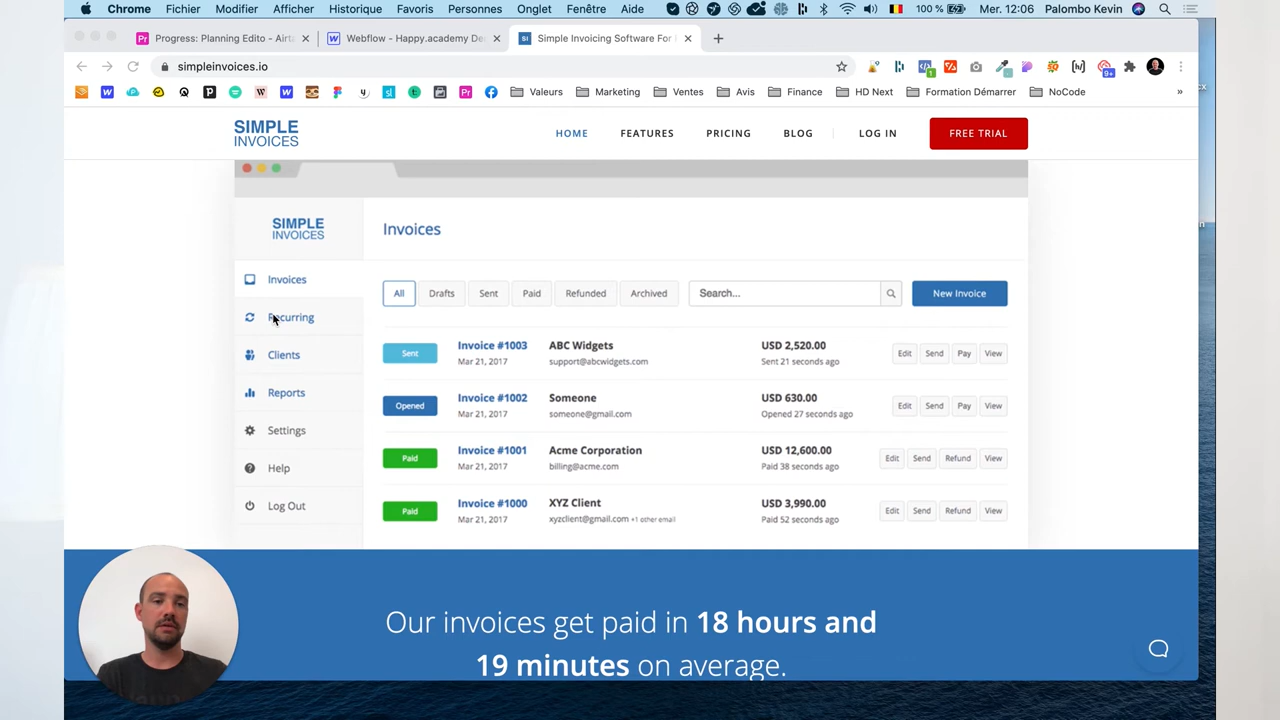 Chrome Fichier Modifier Afficher Historique Favoris Personnes Onglet Fenêtre Aide 100 % Mer. 12:06 Palombo Kevin
Progress: Planning Edito - Airta
Webflow - Happy.academy De
SI Simple Invoicing Software For
simpleinvoices.io
Valeurs Marketing Ventes Avis Finance HD Next Formation Démarrer NoCode »
SIMPLE
INVOICES
HOME FEATURES PRICING BLOG LOG IN FREE TRIAL
SIMPLE
INVOICES
Invoices
Recurring
Clients
Reports
Settings
Help
Log Out
Invoices
All Drafts Sent Paid Refunded Archived Search... New Invoice
Sent Invoice #1003 ABC Widgets USD 2,520.00 Edit Send Pay View
Mar 21, 2017 support@abcwidgets.com Sent 21 seconds ago
Opened Invoice #1002 Someone USD 630.00 Edit Send Pay View
Mar 21, 2017 someone@gmail.com Opened 27 seconds ago
Paid Invoice #1001 Acme Corporation USD 12,600.00 Edit Send Refund View
Mar 21, 2017 billing@acme.com Paid 38 seconds ago
Paid Invoice #1000 XYZ Client USD 3,990.00 Edit Send Refund View
Mar 21, 2017 xyzclient@gmail.com +1 other email Paid 52 seconds ago
Our invoices get paid in 18 hours and
19 minutes on average.